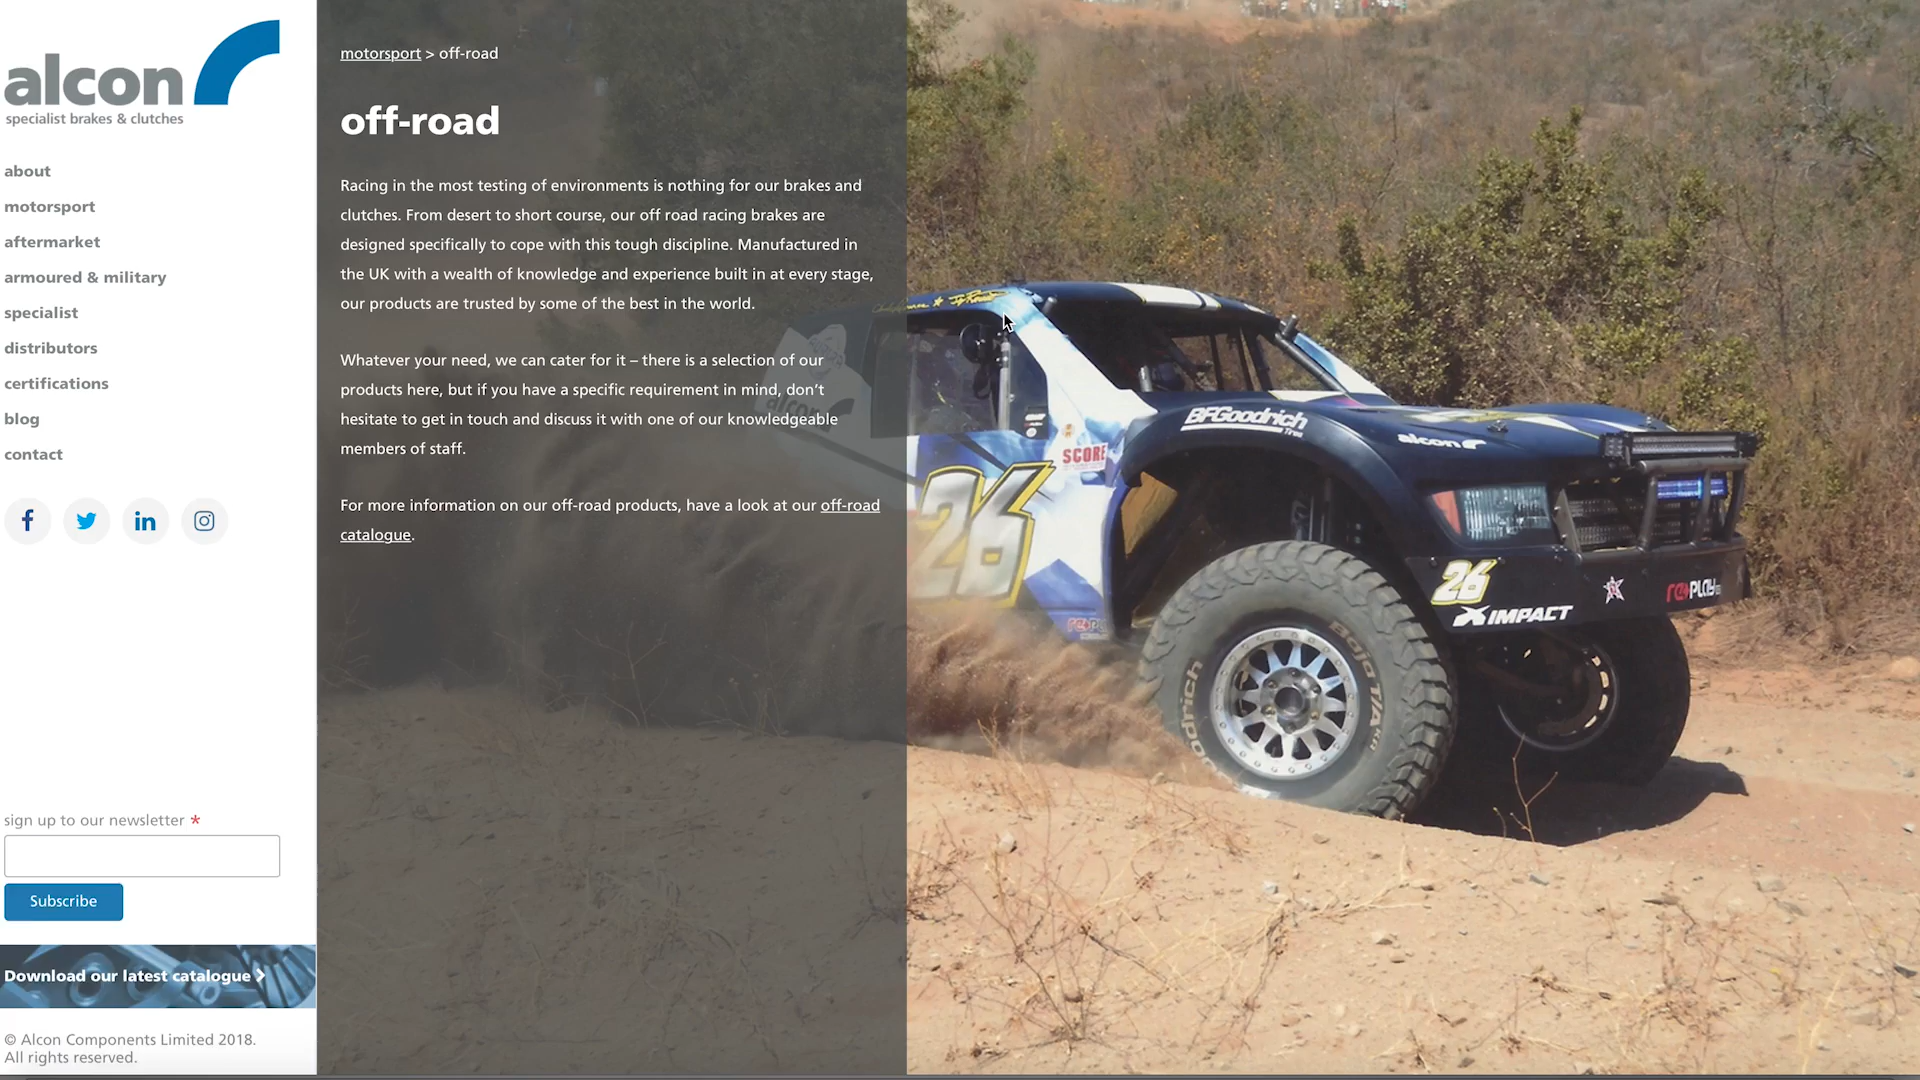 alcon
specialist brakes & clutches
about
motorsport
aftermarket
armoured & military
specialist
distributors
certifications
blog
contact
sign up to our newsletter *
Subscribe
Download our latest catalogue
© Alcon Components Limited 2018.
All rights reserved.
motorsport > off-road
off-road
Racing in the most testing of environments is nothing for our brakes and
clutches. From desert to short course, our off road racing brakes are
designed specifically to cope with this tough discipline. Manufactured in
the UK with a wealth of knowledge and experience built in at every stage,
our products are trusted by some of the best in the world.
Whatever your need, we can cater for it – there is a selection of our
products here, but if you have a specific requirement in mind, don’t
hesitate to get in touch and discuss it with one of our knowledgeable
members of staff.
For more information on our off-road products, have a look at our off-road
catalogue.
alcon
BFGoodrich
Tires
alcon
SCORE
26
26
XIMPACT
Baja T/A KR